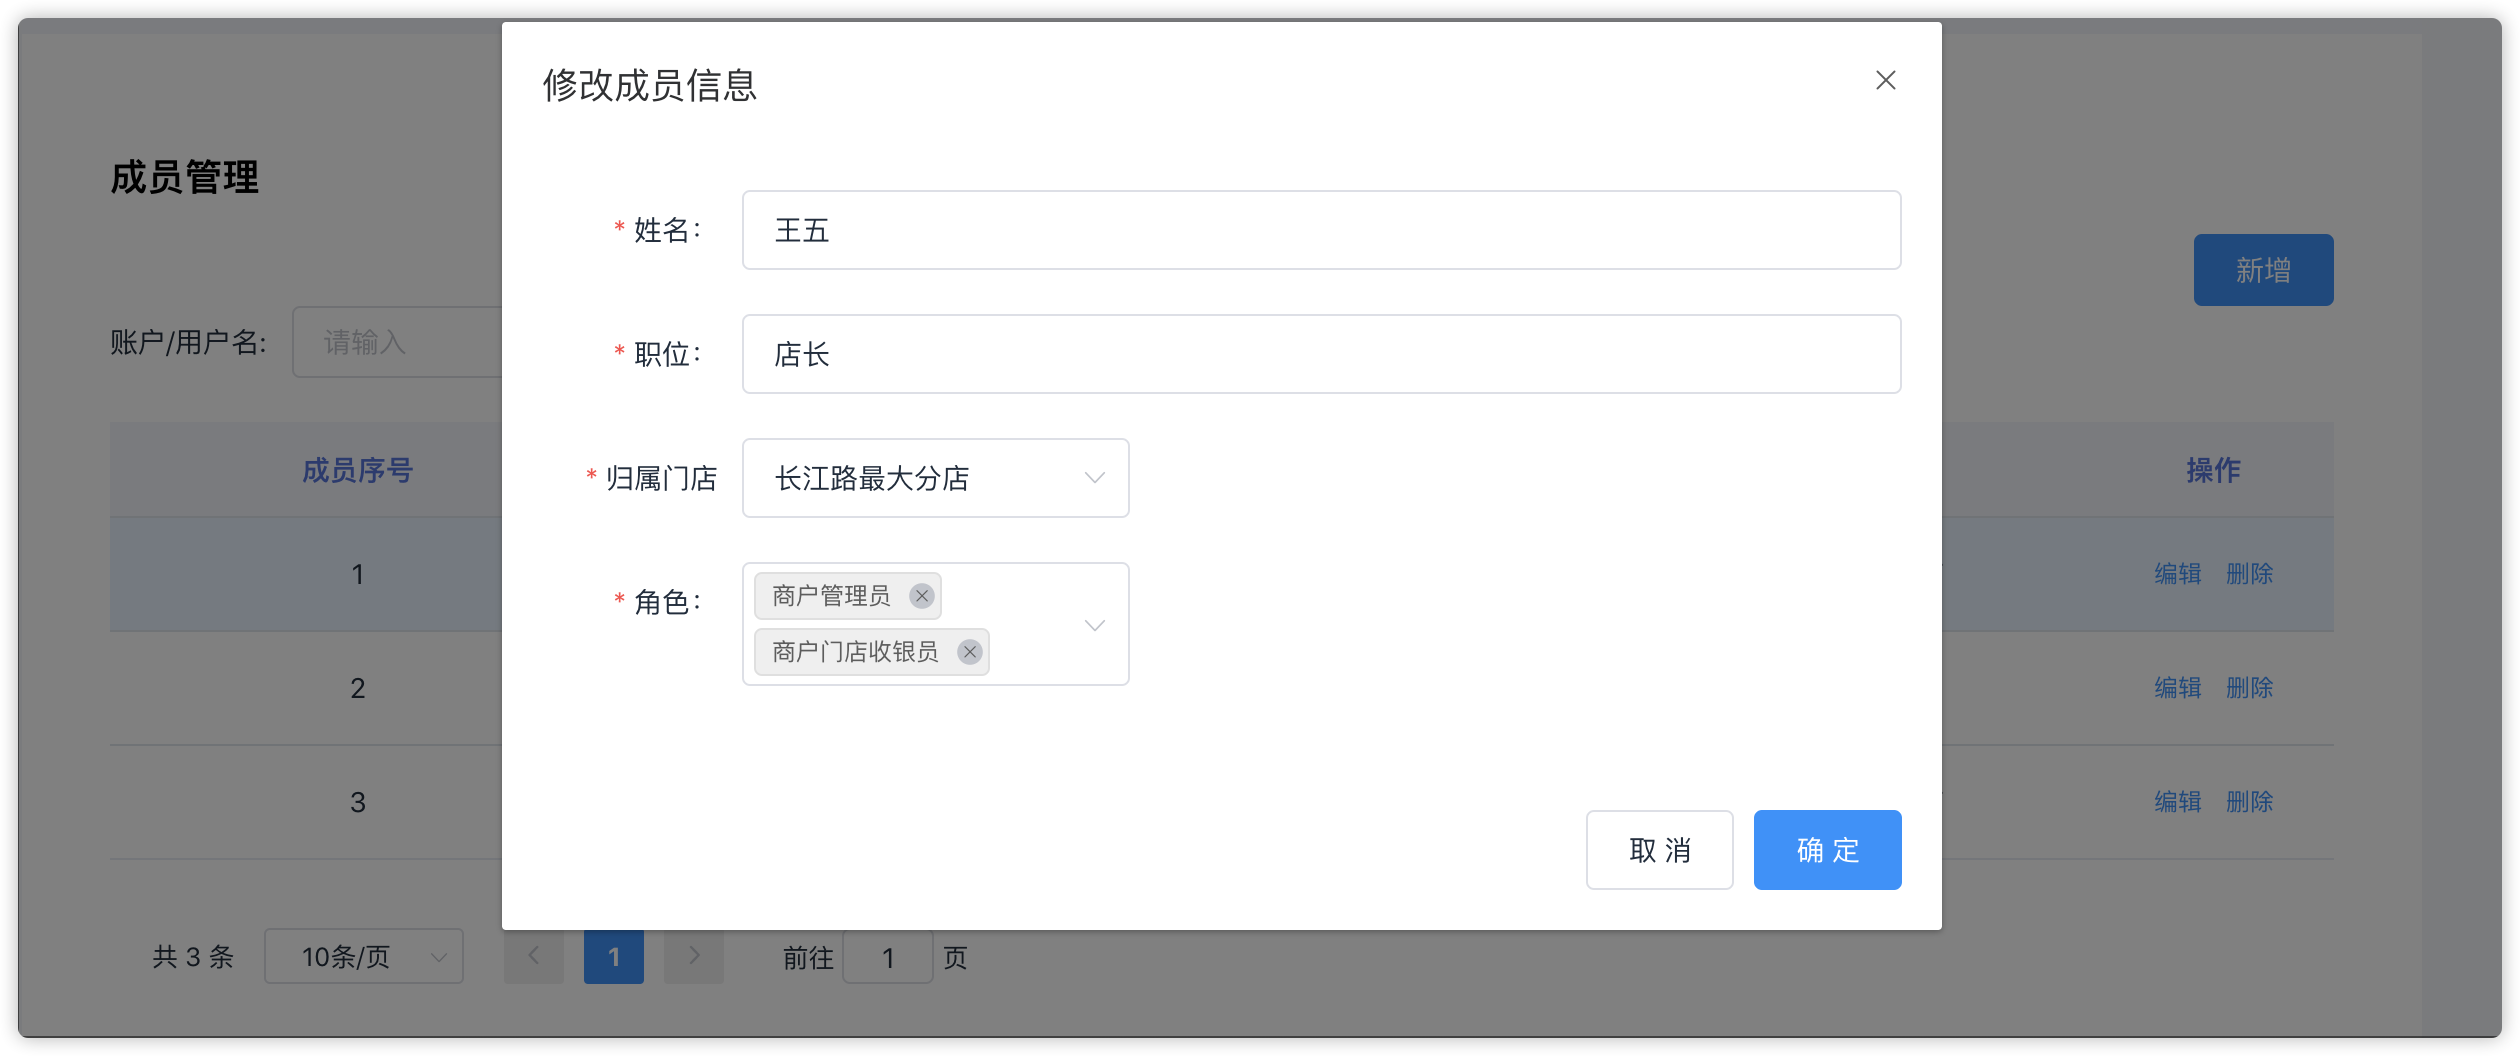 修改成员信息
成员管理
* 姓名：
王五
新增
账户/用户名:
请输入
* 职位：
店长
成员序号
操作
* 归属门店
长江路最大分店
1
编辑 删除
* 角色：
商户管理员
商户门店收银员
2
编辑 删除
3
编辑 删除
取 消
确 定
共 3 条
10条/页
1
前往 1 页